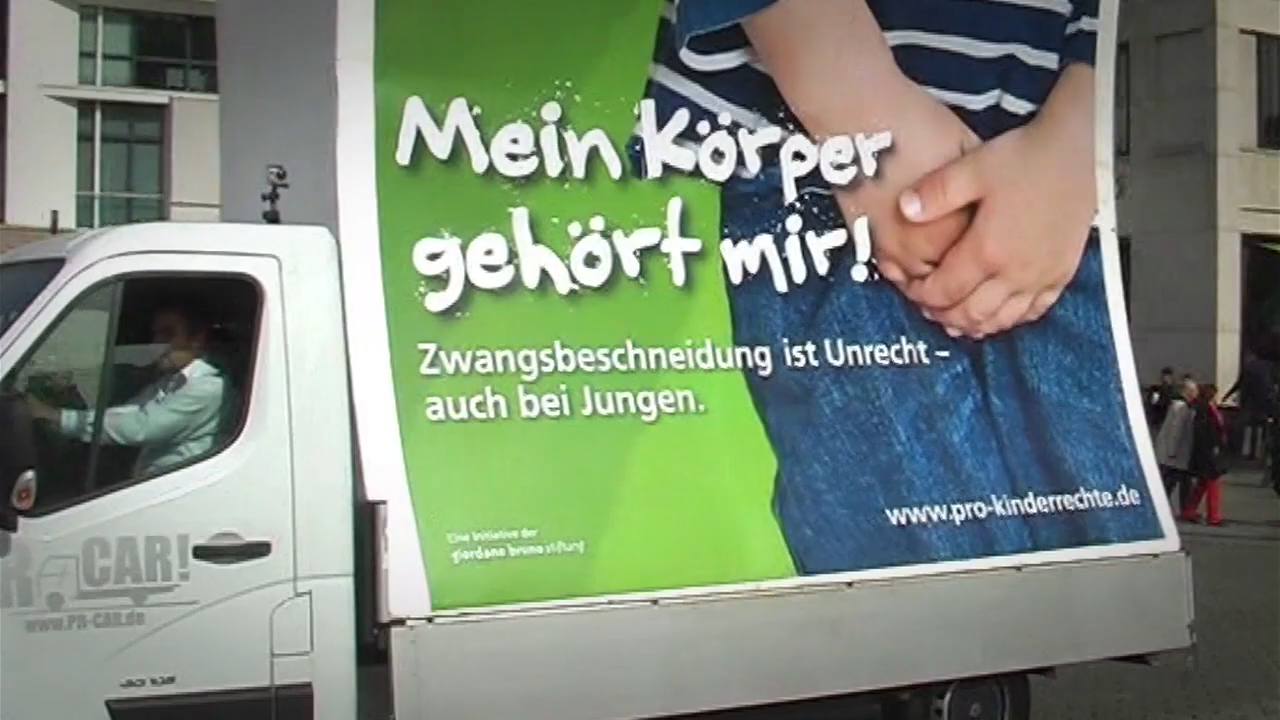 Mein Körper
gehört mir!
Zwangsbeschneidung ist Unrecht –
auch bei Jungen.
www.pro-kinderrechte.de
Eine Initiative der
giordano bruno stiftung
PR CAR!
www.PR-CAR.de